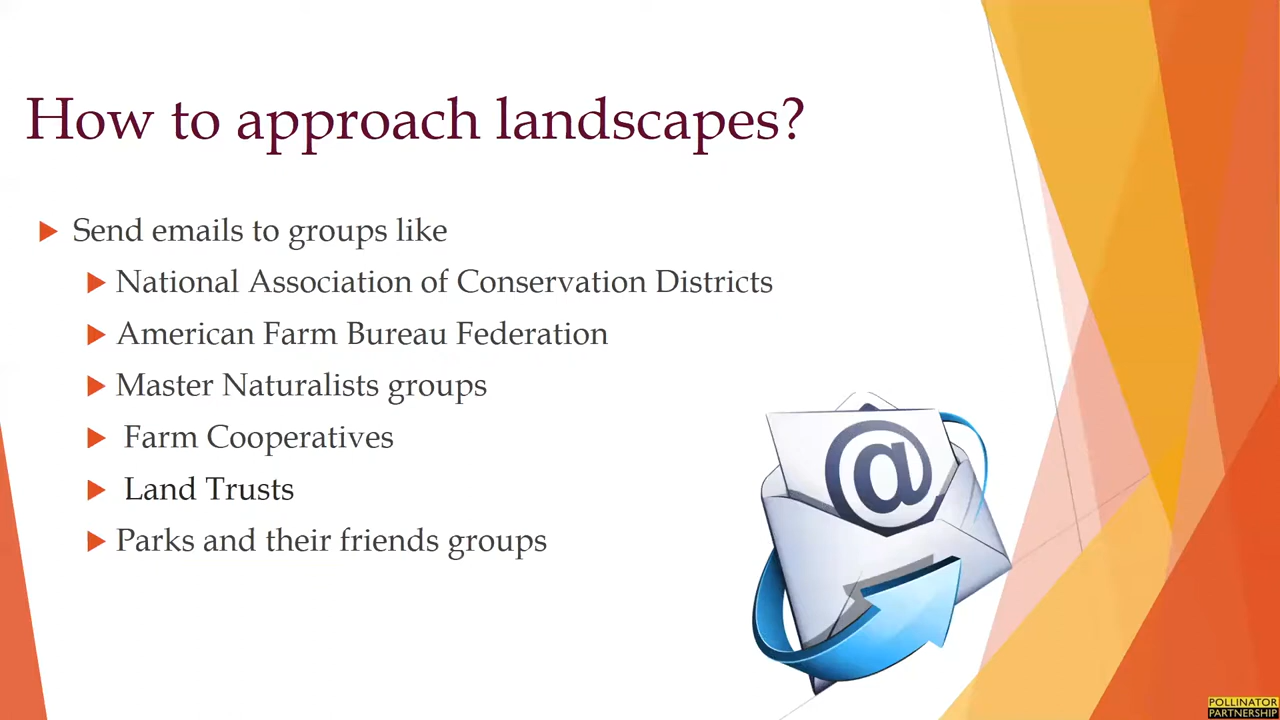 How to approach landscapes?
Send emails to groups like
National Association of Conservation Districts
American Farm Bureau Federation
Master Naturalists groups
Farm Cooperatives
Land Trusts
Parks and their friends groups
@
POLLINATOR
PARTNERSHIP